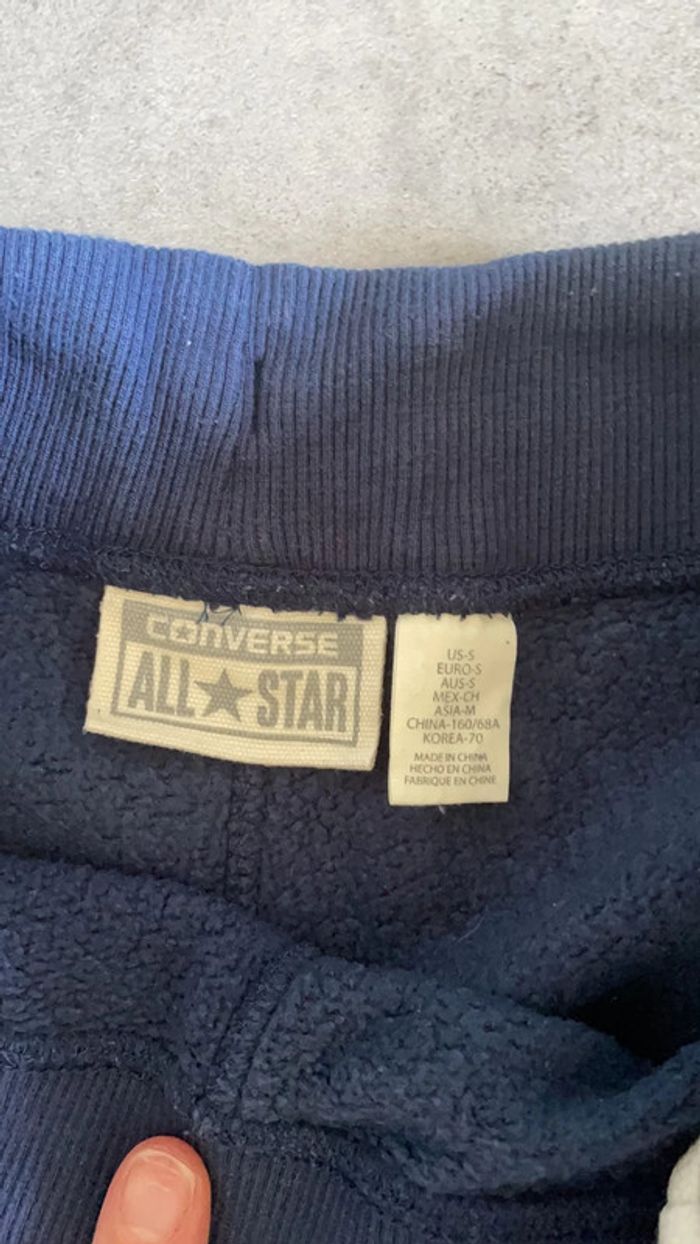 CONVERSE
ALL★STAR
US-S
EURO-S
AUS-S
MEX-CH
ASIA-M
CHINA-160/68A
KOREA-70
MADE IN CHINA
HECHO EN CHINA
FABRIQUE EN CHINE